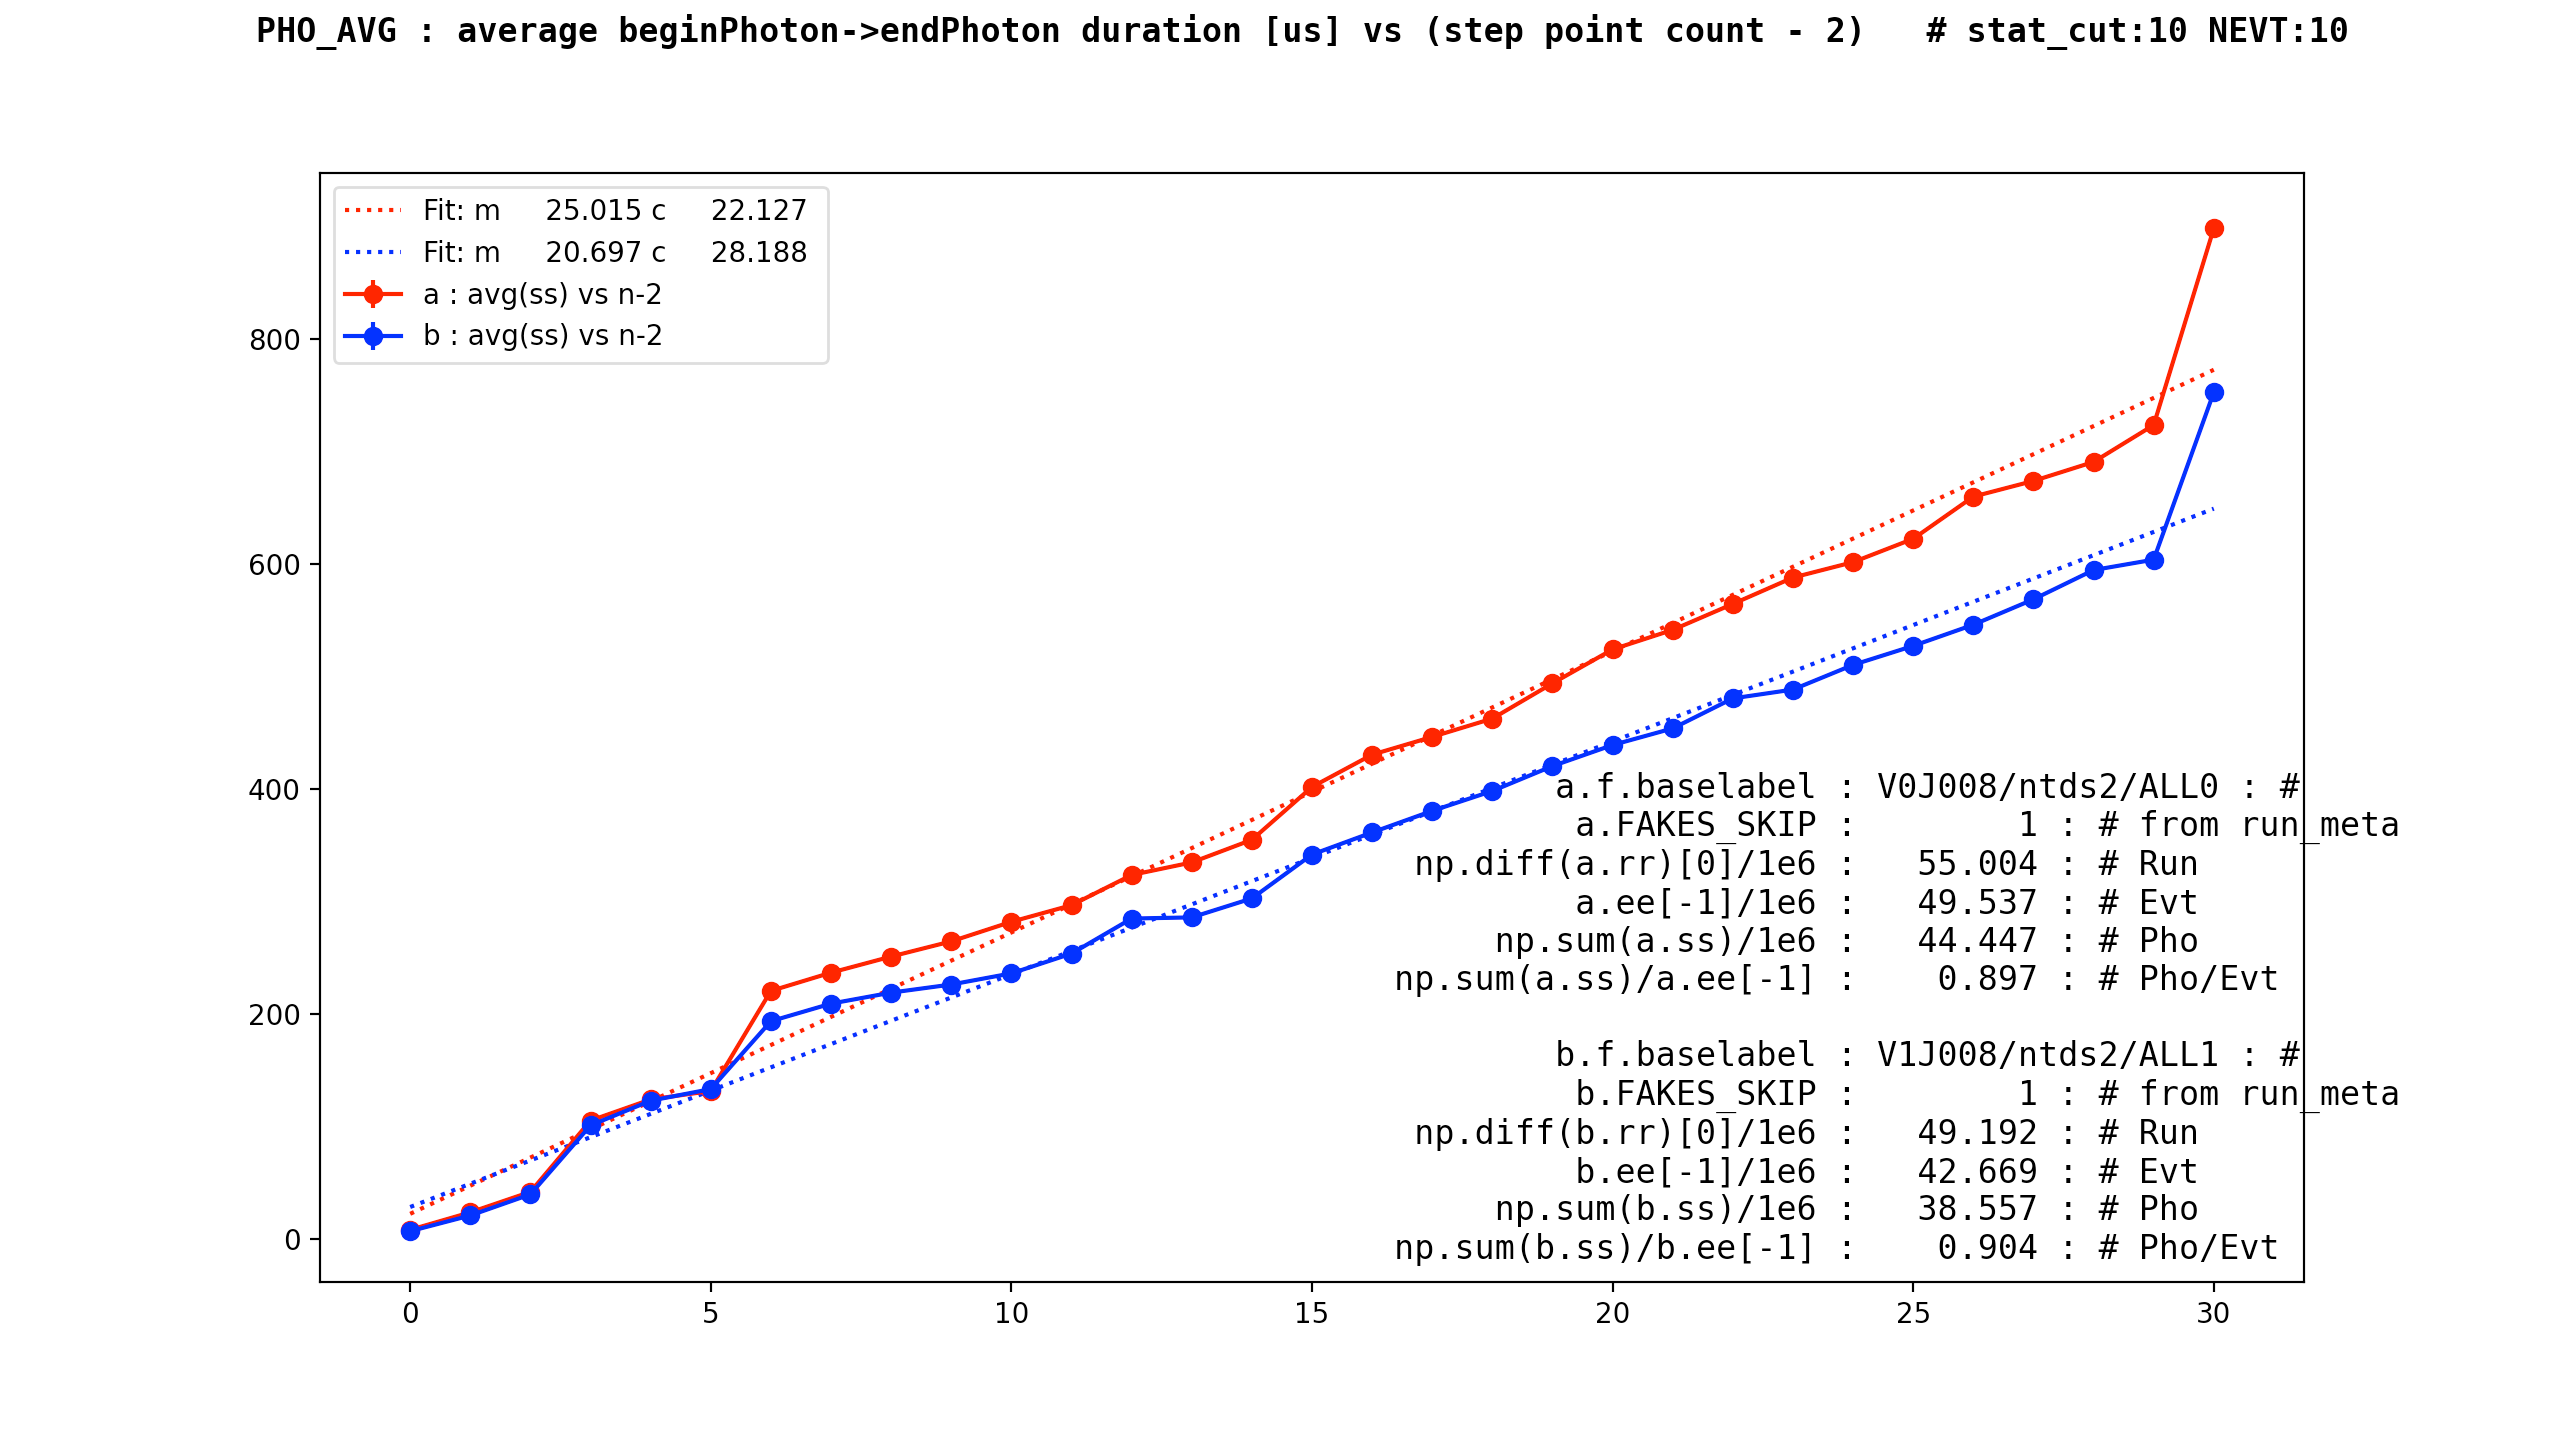 PHO_AVG : average beginPhoton->endPhoton duration [us] vs (step point count - 2)   # stat_cut:10 NEVT:10
Fit: m     25.015 c     22.127
Fit: m     20.697 c     28.188
a : avg(ss) vs n-2
b : avg(ss) vs n-2
800
600
400
200
0
a.f.baselabel : V0J008/ntds2/ALL0 : #
a.FAKES_SKIP :        1 : # from run_meta
np.diff(a.rr)[0]/1e6 :   55.004 : # Run
a.ee[-1]/1e6 :   49.537 : # Evt
np.sum(a.ss)/1e6 :   44.447 : # Pho
np.sum(a.ss)/a.ee[-1] :    0.897 : # Pho/Evt
b.f.baselabel : V1J008/ntds2/ALL1 : #
b.FAKES_SKIP :        1 : # from run_meta
np.diff(b.rr)[0]/1e6 :   49.192 : # Run
b.ee[-1]/1e6 :   42.669 : # Evt
np.sum(b.ss)/1e6 :   38.557 : # Pho
np.sum(b.ss)/b.ee[-1] :    0.904 : # Pho/Evt
0 5 10 15 20 25 30